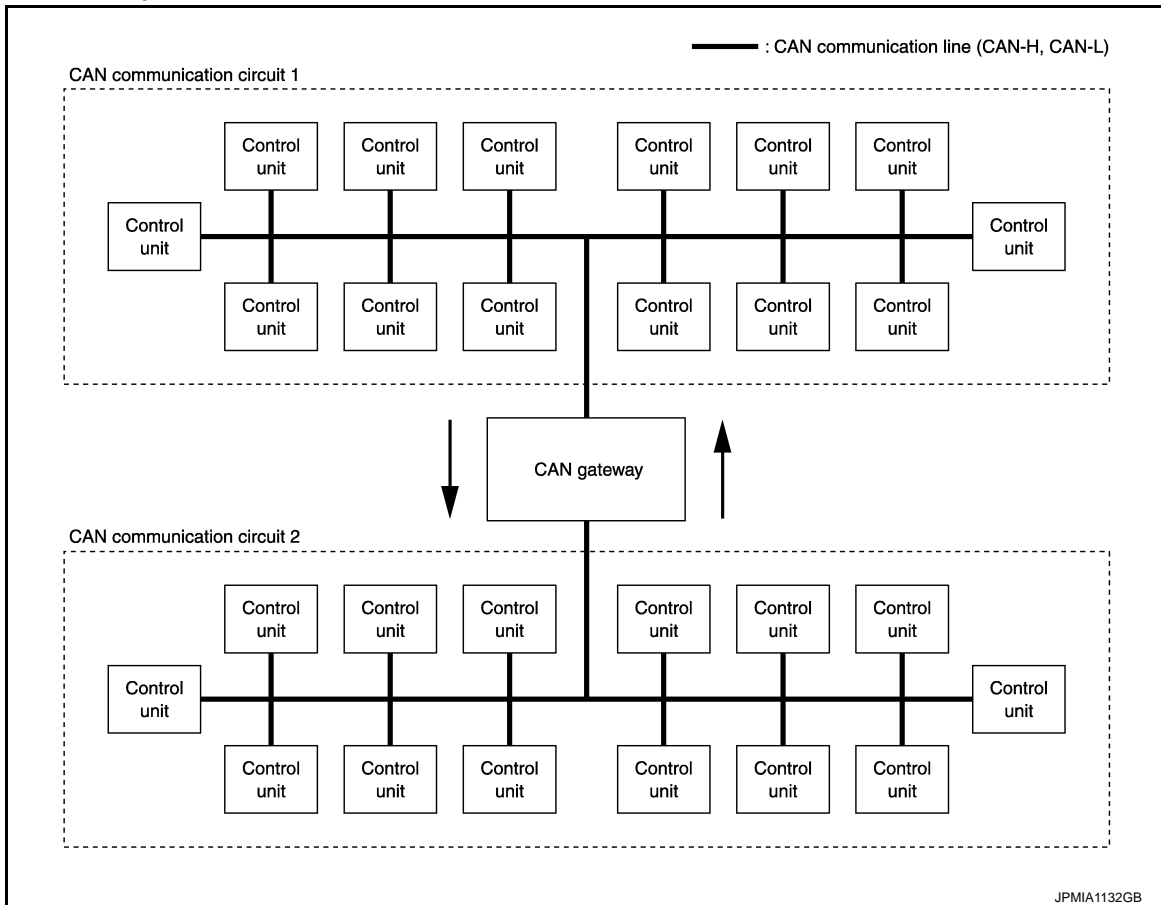 : CAN communication line (CAN-H, CAN-L)
CAN communication circuit 1
Control
unit
Control
unit
Control
unit
Control
unit
Control
unit
Control
unit
Control
unit
Control
unit
Control
unit
Control
unit
Control
unit
Control
unit
Control
unit
Control
unit
CAN gateway
CAN communication circuit 2
Control
unit
Control
unit
Control
unit
Control
unit
Control
unit
Control
unit
Control
unit
Control
unit
Control
unit
Control
unit
Control
unit
Control
unit
Control
unit
Control
unit
JPMIA1132GB